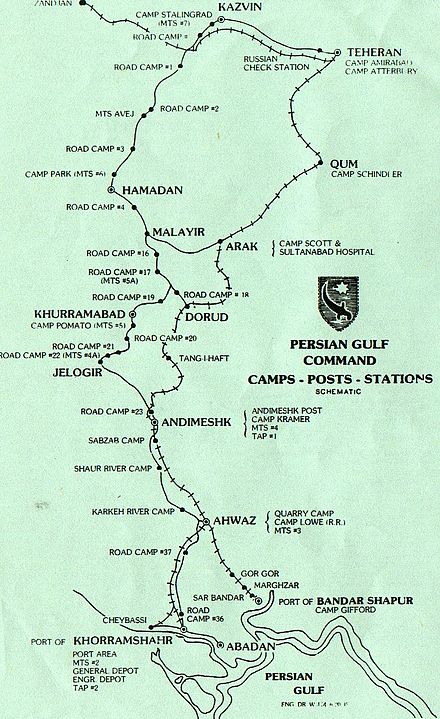 ZANDJAN
KAZVIN
CAMP STALINGRAD
(MTS #7)
ROAD CAMP =
RUSSIAN
CHECK STATION
TEHERAN
CAMP AMIRABAD
CAMP ATTERBURY
ROAD CAMP #1
MTS AVEJ
ROAD CAMP #2
ROAD CAMP #3
QUM
CAMP SCHINDLER
CAMP PARK (MTS #6)
HAMADAN
ROAD CAMP #4
MALAYIR
ARAK
CAMP SCOTT &
SULTANABAD HOSPITAL
ROAD CAMP #16
ROAD CAMP #17
(MTS #5A)
ROAD CAMP #19
ROAD CAMP # 18
KHURRAMABAD
CAMP POMATO (MTS #5)
DORUD
ROAD CAMP #20
ROAD CAMP #21
ROAD CAMP #22 (MTS #4A)
JELOGIR
TANG-I-HAFT
PERSIAN GULF
COMMAND
CAMPS - POSTS - STATIONS
SCHEMATIC
ROAD CAMP #23
ANDIMESHK
ANDIMESHK POST
CAMP KRAMER
MTS #4
TAP #1
SABZAB CAMP
SHAUR RIVER CAMP
KARKEH RIVER CAMP
AHWAZ
QUARRY CAMP
CAMP LOWE (R.R.)
MTS #3
ROAD CAMP #37
GOR GOR
MARGHZAR
SAR BANDAR
PORT OF BANDAR SHAPUR
CAMP GIFFORD
ROAD
CAMP #36
CHEYBASSI
PORT OF KHORRAMSHAHR
PORT AREA
MTS #2
GENERAL DEPOT
ENGR. DEPOT
TAP #2
ABADAN
PERSIAN
GULF
ENG. DR.